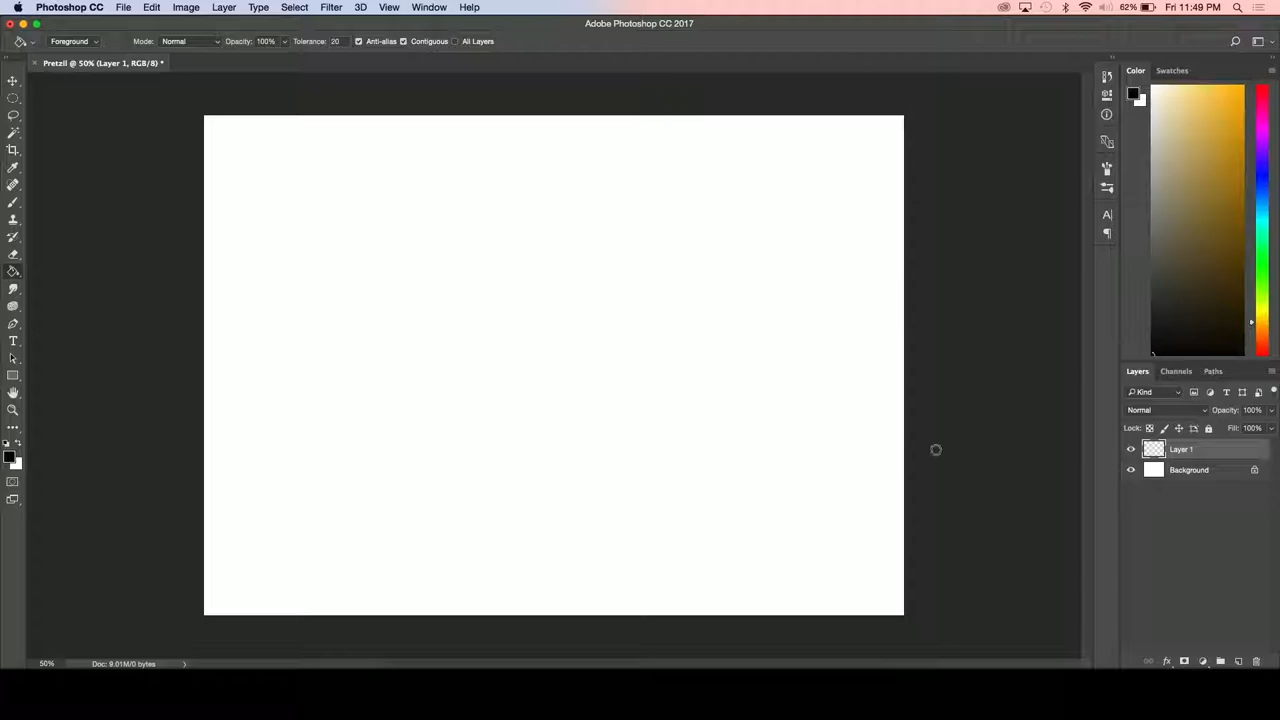 Photoshop CC File Edit Image Layer Type Select Filter 3D View Window Help 62% Fri 11:49 PM
Adobe Photoshop CC 2017
Foreground Mode: Normal Opacity: 100% Tolerance: 20 Anti-alias Contiguous All Layers
Pretzil @ 50% (Layer 1, RGB/8) *
Color Swatches
Layers Channels Paths
Kind
Normal Opacity: 100%
Lock: Fill: 100%
Layer 1
Background
50% Doc: 9.01M/0 bytes